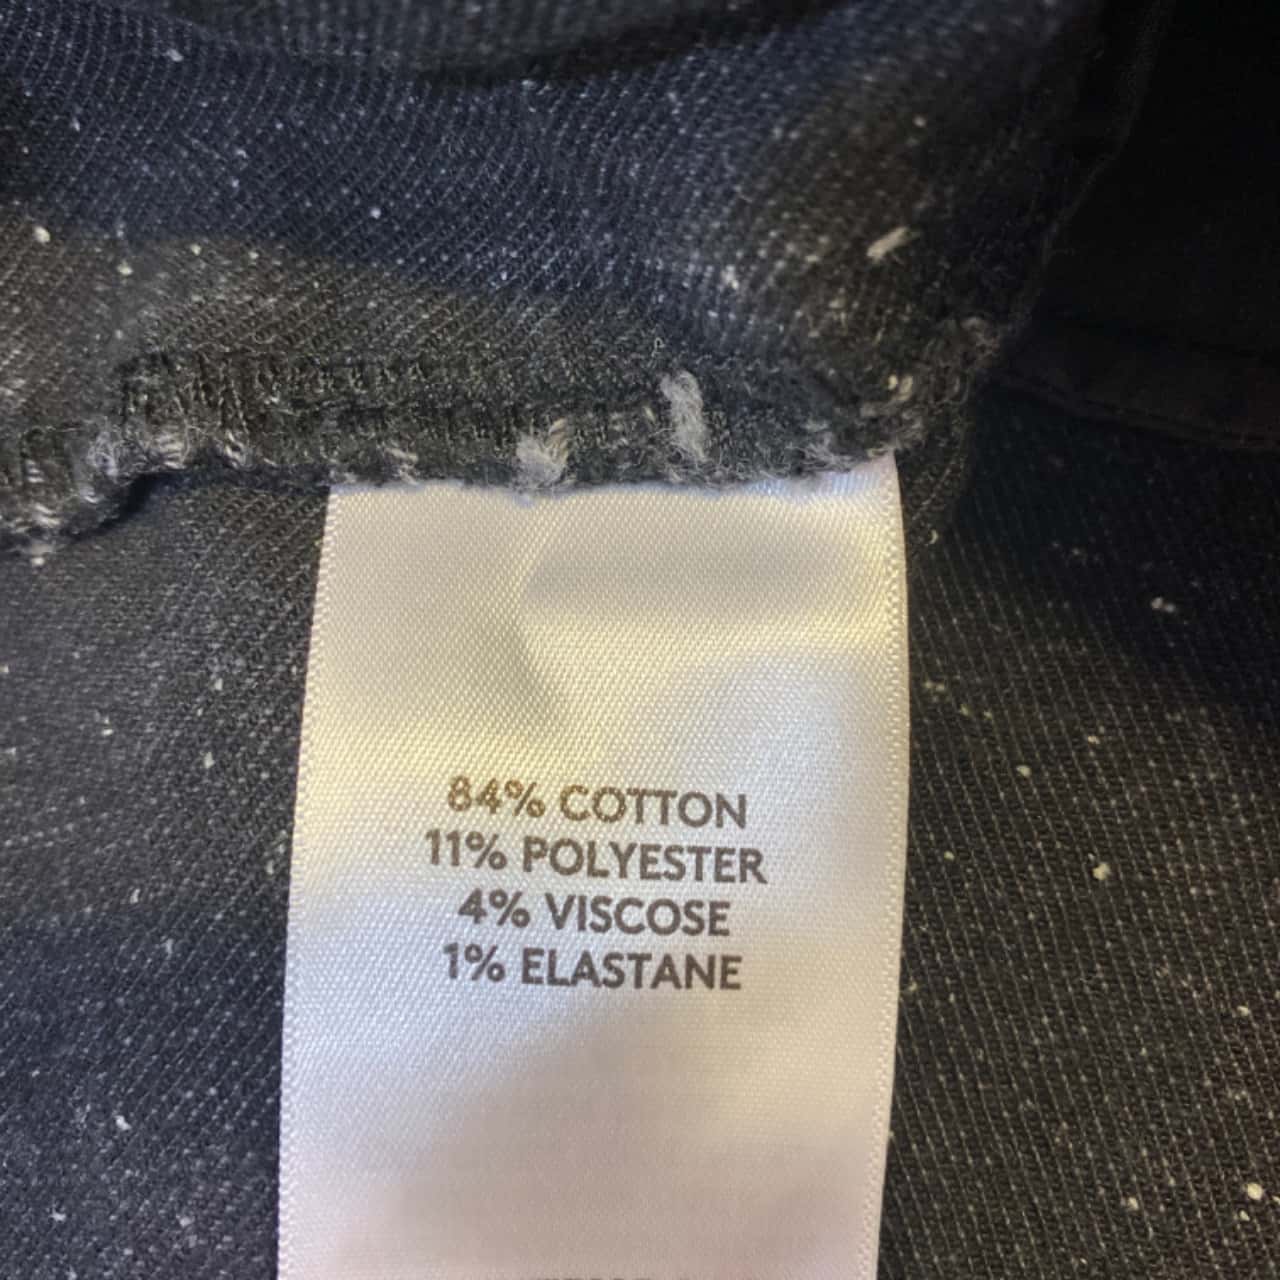 84% COTTON
11% POLYESTER
4% VISCOSE
1% ELASTANE